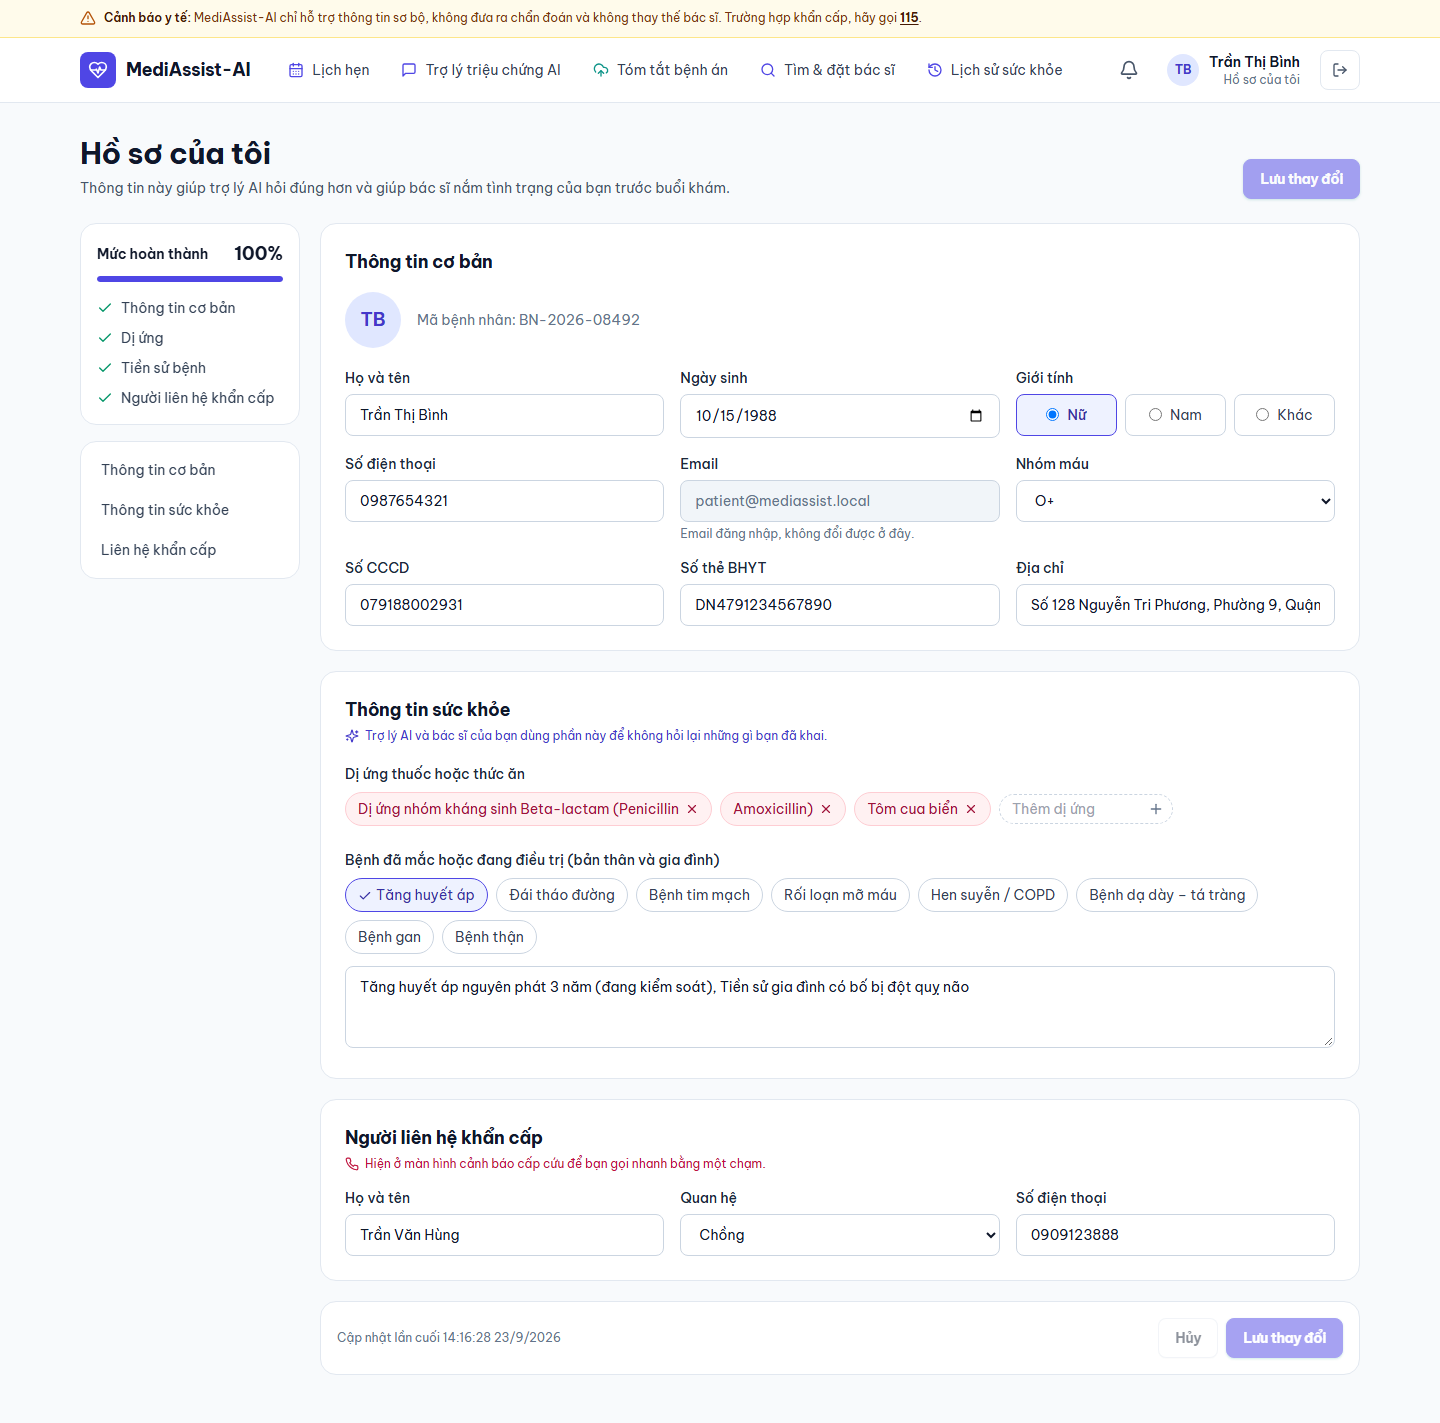 Cảnh báo y tế: MediAssist-AI chỉ hỗ trợ thông tin sơ bộ, không đưa ra chẩn đoán và không thay thế bác sĩ. Trường hợp khẩn cấp, hãy gọi 115.
MediAssist-AI
Lịch hẹn
Trợ lý triệu chứng AI
Tóm tắt bệnh án
Tìm & đặt bác sĩ
Lịch sử sức khỏe
TB
Trần Thị Bình
Hồ sơ của tôi
Hồ sơ của tôi
Thông tin này giúp trợ lý AI hỏi đúng hơn và giúp bác sĩ nắm tình trạng của bạn trước buổi khám.
Lưu thay đổi
Mức hoàn thành 100%
Thông tin cơ bản
Dị ứng
Tiền sử bệnh
Người liên hệ khẩn cấp
Thông tin cơ bản
Thông tin sức khỏe
Liên hệ khẩn cấp
Thông tin cơ bản
TB
Mã bệnh nhân: BN-2026-08492
Họ và tên
Ngày sinh
Giới tính
Trần Thị Bình
10/15/1988
Nữ
Nam
Khác
Số điện thoại
Email
Nhóm máu
0987654321
patient@mediassist.local
O+
Email đăng nhập, không đổi được ở đây.
Số CCCD
Số thẻ BHYT
Địa chỉ
079188002931
DN4791234567890
Số 128 Nguyễn Tri Phương, Phường 9, Quận
Thông tin sức khỏe
Trợ lý AI và bác sĩ của bạn dùng phần này để không hỏi lại những gì bạn đã khai.
Dị ứng thuốc hoặc thức ăn
Dị ứng nhóm kháng sinh Beta-lactam (Penicillin
Amoxicillin)
Tôm cua biển
Thêm dị ứng
Bệnh đã mắc hoặc đang điều trị (bản thân và gia đình)
Tăng huyết áp
Đái tháo đường
Bệnh tim mạch
Rối loạn mỡ máu
Hen suyễn / COPD
Bệnh dạ dày – tá tràng
Bệnh gan
Bệnh thận
Tăng huyết áp nguyên phát 3 năm (đang kiểm soát), Tiền sử gia đình có bố bị đột quỵ não
Người liên hệ khẩn cấp
Hiện ở màn hình cảnh báo cấp cứu để bạn gọi nhanh bằng một chạm.
Họ và tên
Quan hệ
Số điện thoại
Trần Văn Hùng
Chồng
0909123888
Cập nhật lần cuối 14:16:28 23/9/2026
Hủy
Lưu thay đổi